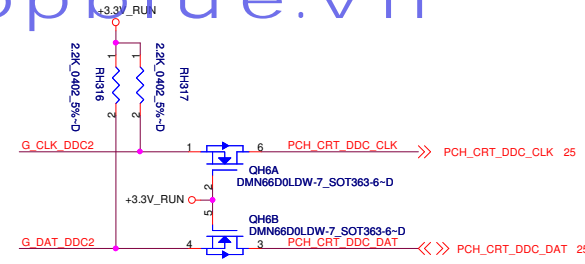 +3.3V_RUN
1
1
2.2K_0402_5%~D
RH316
2.2K_0402_5%~D
RH317
2
2
G_CLK_DDC2
1
6
PCH_CRT_DDC_CLK
PCH_CRT_DDC_CLK 25
QH6A
DMN66D0LDW-7_SOT363-6~D
2
+3.3V_RUN
5
QH6B
DMN66D0LDW-7_SOT363-6~D
G_DAT_DDC2
4
3
PCH_CRT_DDC_DAT
PCH_CRT_DDC_DAT 25